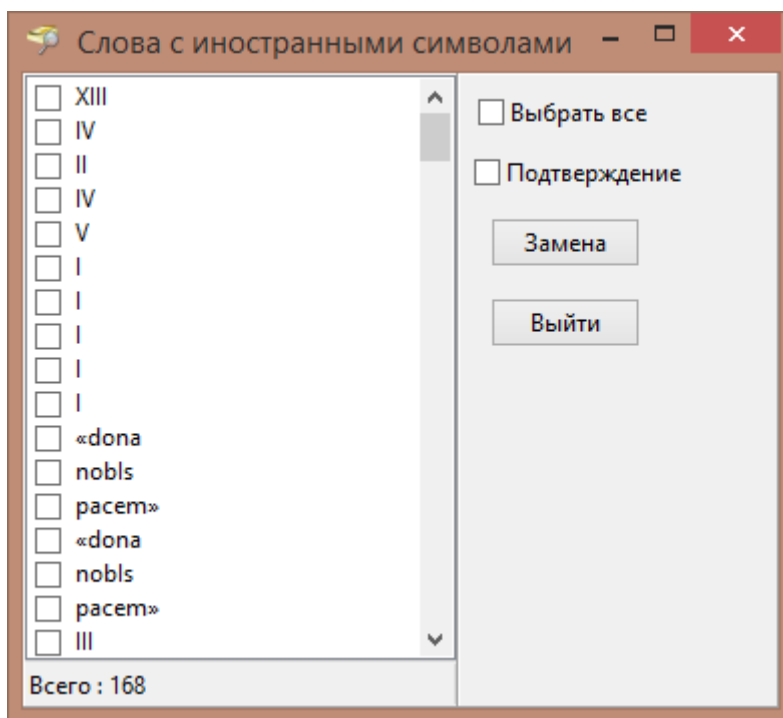 Слова с иностранными символами
XIII
IV
II
IV
V
I
I
I
I
I
«dona
nobls
pacem»
«dona
nobls
pacem»
III
Всего : 168
Выбрать все
Подтверждение
Замена
Выйти